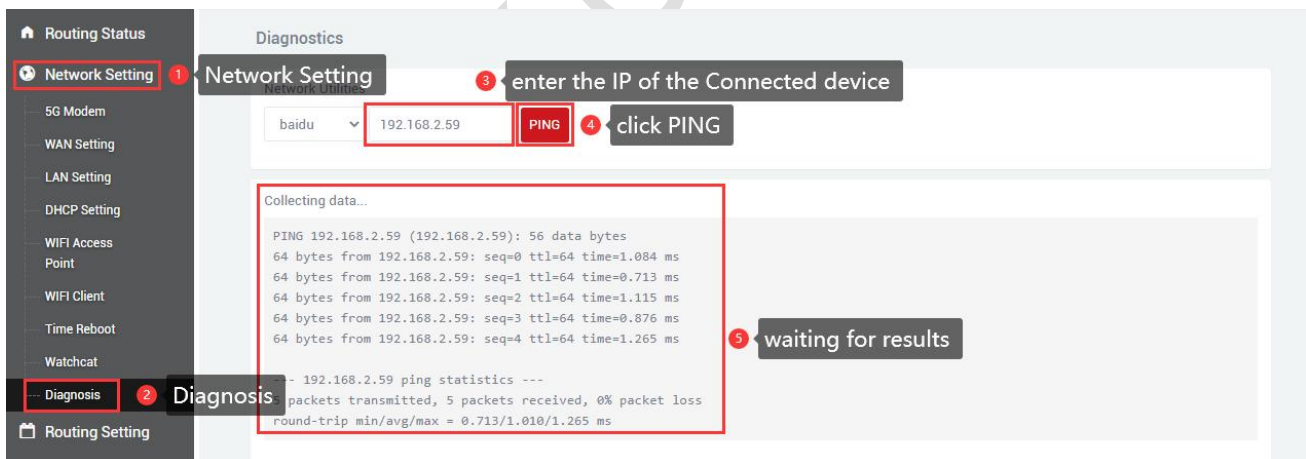 Routing Status
Network Setting
1
Network Setting
5G Modem
WAN Setting
LAN Setting
DHCP Setting
WIFI Access
Point
WIFI Client
Time Reboot
Watchcat
Diagnosis
2
Diagnosis
Routing Setting
Diagnostics
Network Utilities
3
enter the IP of the Connected device
baidu
192.168.2.59
PING
4
click PING
Collecting data...
PING 192.168.2.59 (192.168.2.59): 56 data bytes
64 bytes from 192.168.2.59: seq=0 ttl=64 time=1.084 ms
64 bytes from 192.168.2.59: seq=1 ttl=64 time=0.713 ms
64 bytes from 192.168.2.59: seq=2 ttl=64 time=1.115 ms
64 bytes from 192.168.2.59: seq=3 ttl=64 time=0.876 ms
64 bytes from 192.168.2.59: seq=4 ttl=64 time=1.265 ms
--- 192.168.2.59 ping statistics ---
5 packets transmitted, 5 packets received, 0% packet loss
round-trip min/avg/max = 0.713/1.010/1.265 ms
5
waiting for results